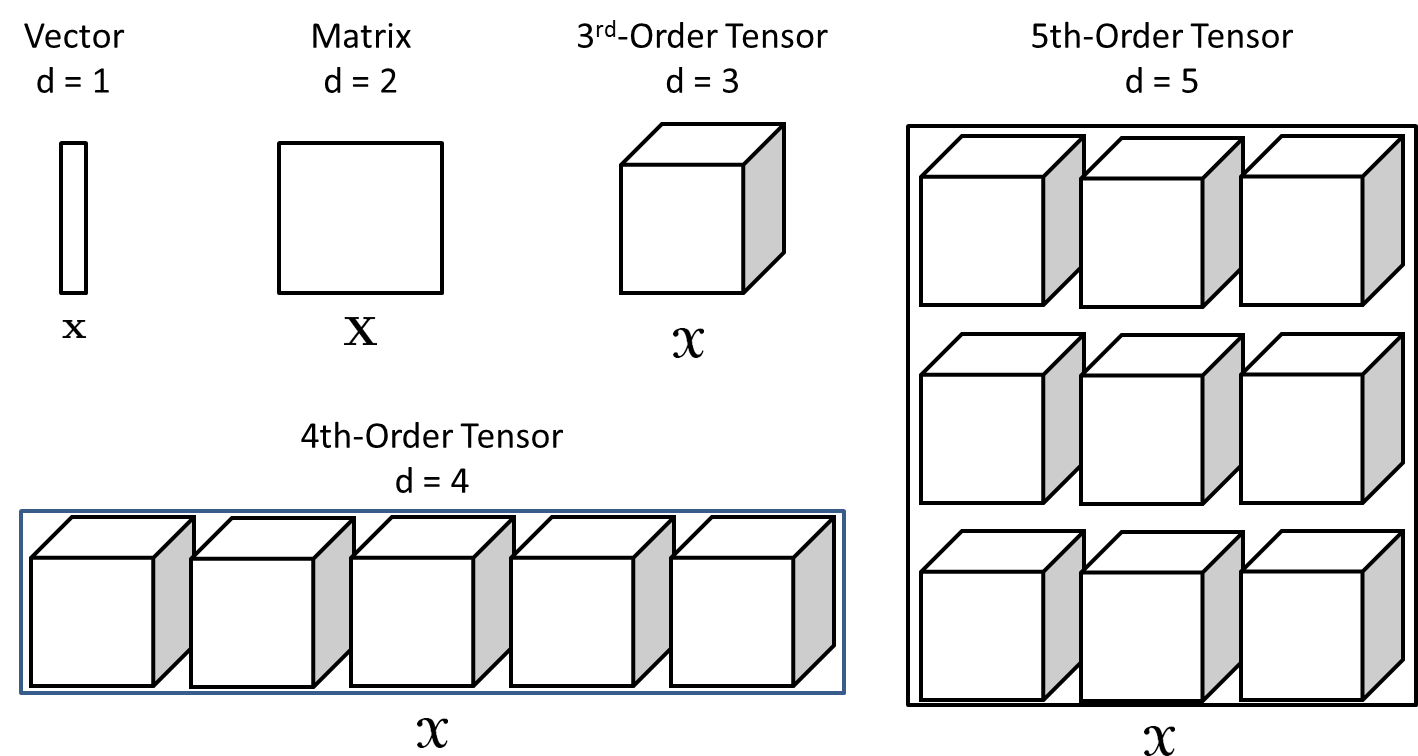 Vector
d = 1
x
Matrix
d = 2
X
3rd-Order Tensor
d = 3
𝒳
4th-Order Tensor
d = 4
𝒳
5th-Order Tensor
d = 5
𝒳